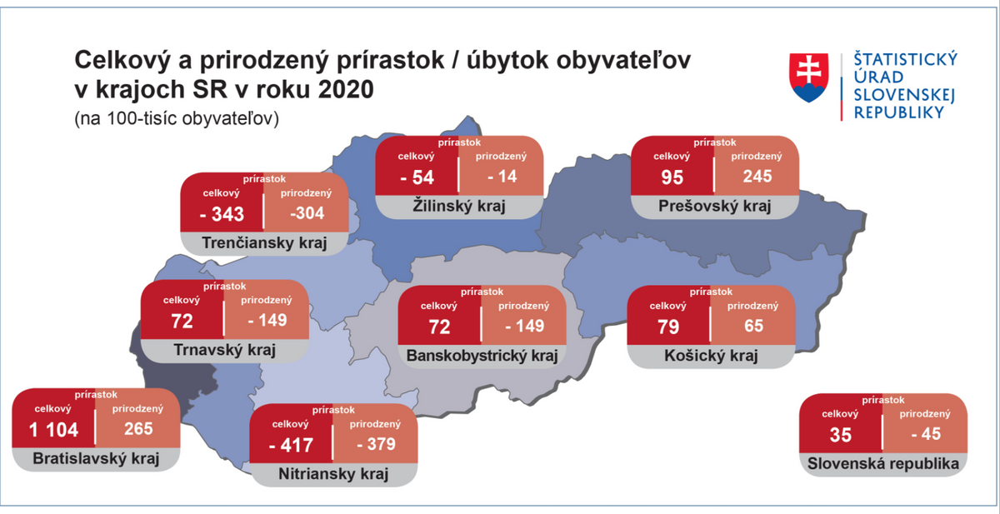 Celkový a prirodzený prírastok / úbytok obyvateľov
v krajoch SR v roku 2020
(na 100-tisíc obyvateľov)
ŠTATISTICKÝ
ÚRAD
SLOVENSKEJ
REPUBLIKY
prírastok
celkový prirodzený
- 54 - 14
Žilinský kraj
prírastok
celkový prirodzený
95 245
Prešovský kraj
prírastok
celkový prirodzený
- 343 -304
Trenčiansky kraj
prírastok
celkový prirodzený
72 - 149
Trnavský kraj
prírastok
celkový prirodzený
72 - 149
Banskobystrický kraj
prírastok
celkový prirodzený
79 65
Košický kraj
prírastok
celkový prirodzený
1 104 265
Bratislavský kraj
prírastok
celkový prirodzený
- 417 - 379
Nitriansky kraj
prírastok
celkový prirodzený
35 - 45
Slovenská republika